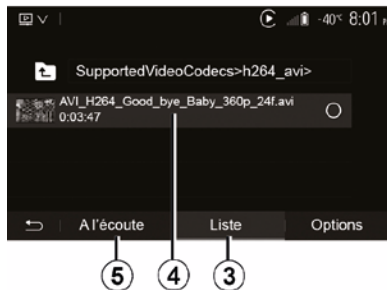 -40°c 8:01
SupportedVideoCodecs>h264_avi>
AVI_H264_Good_bye_Baby_360p_24f.avi
0:03:47
A l'écoute Liste Options
5 4 3